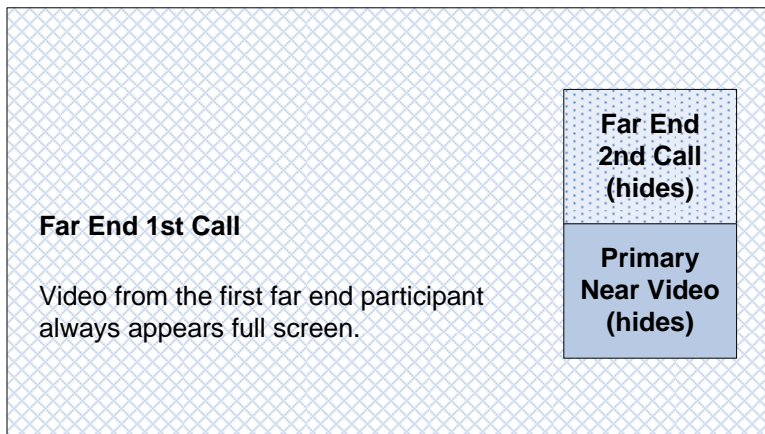 Far End
2nd Call
(hides)
Far End 1st Call
Primary
Near Video
(hides)
Video from the first far end participant
always appears full screen.